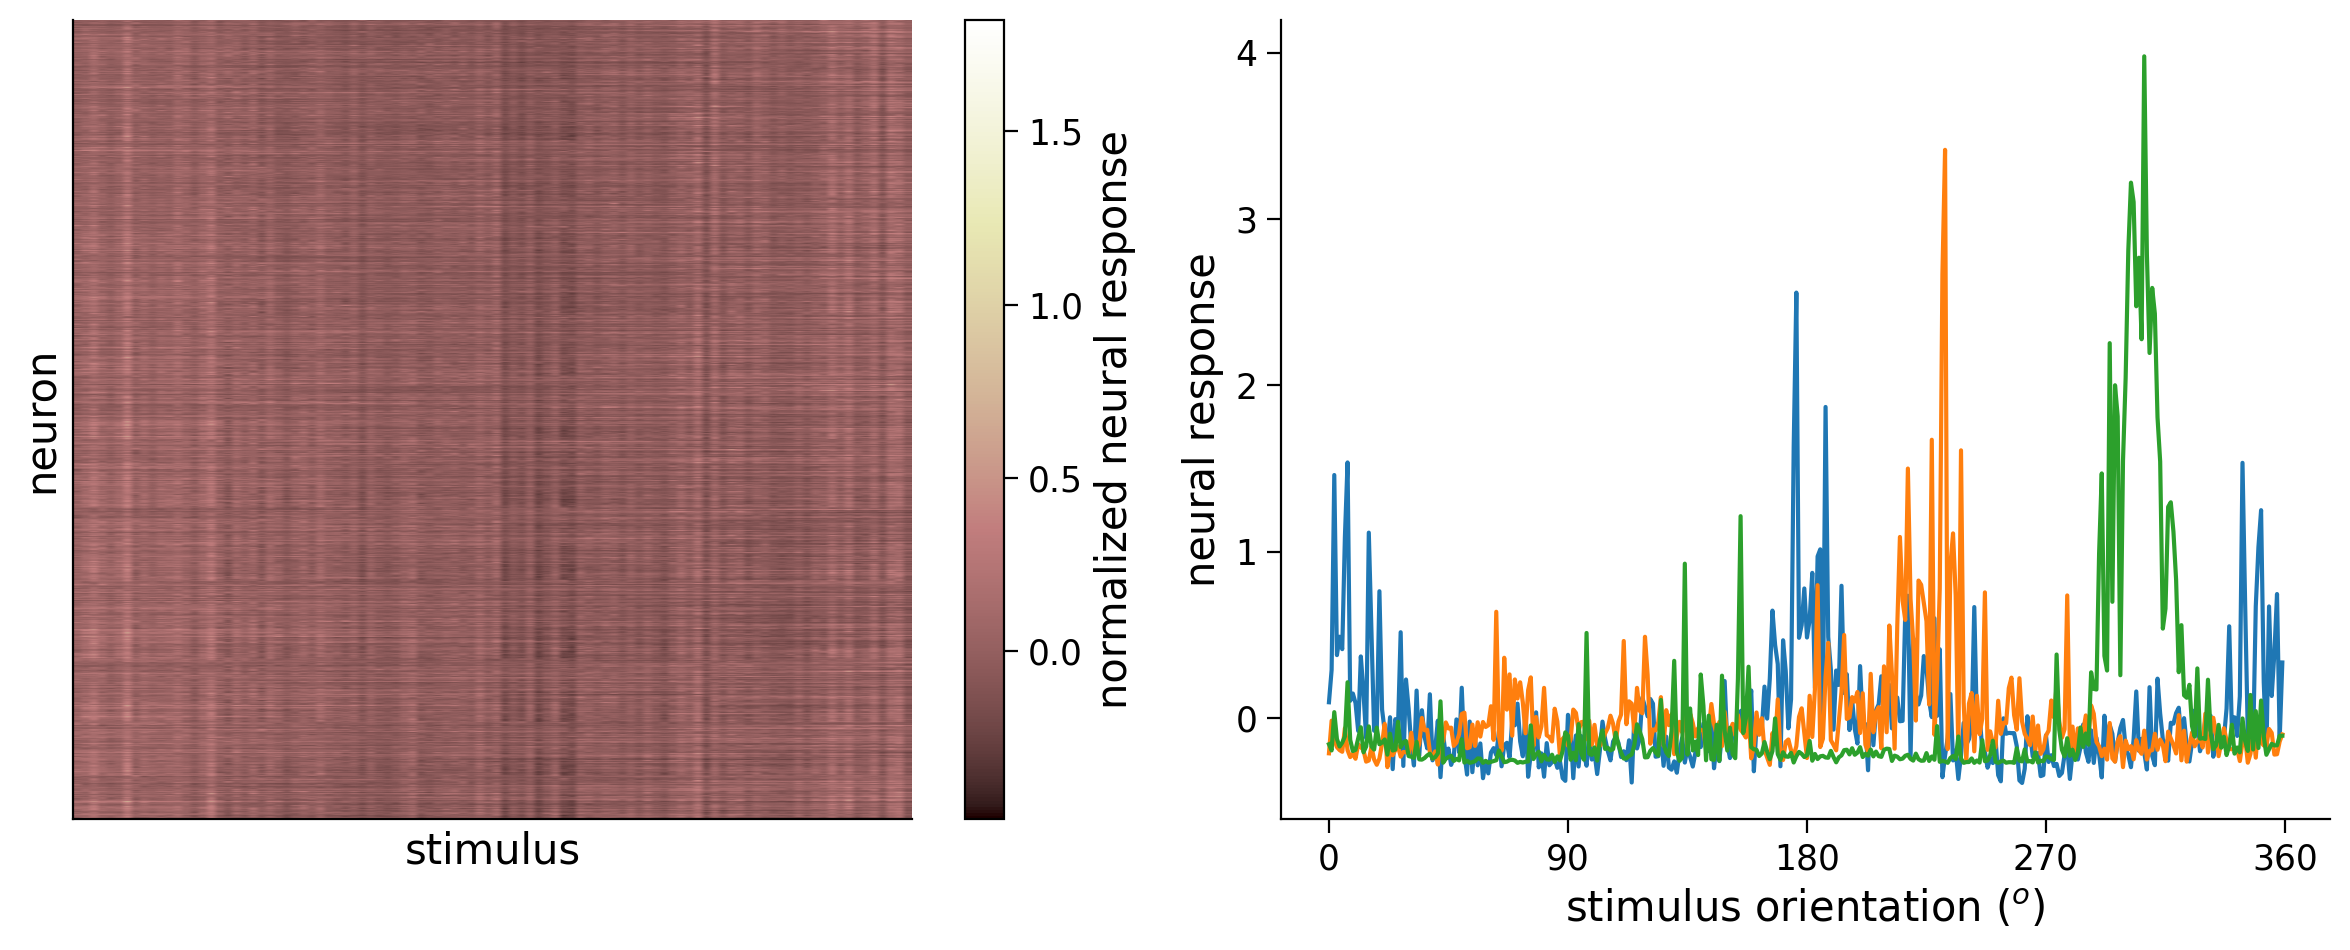 neuron
stimulus
1.5
1.0
0.5
0.0
normalized neural response
4
3
2
1
0
neural response
0 90 180 270 360
stimulus orientation (º)